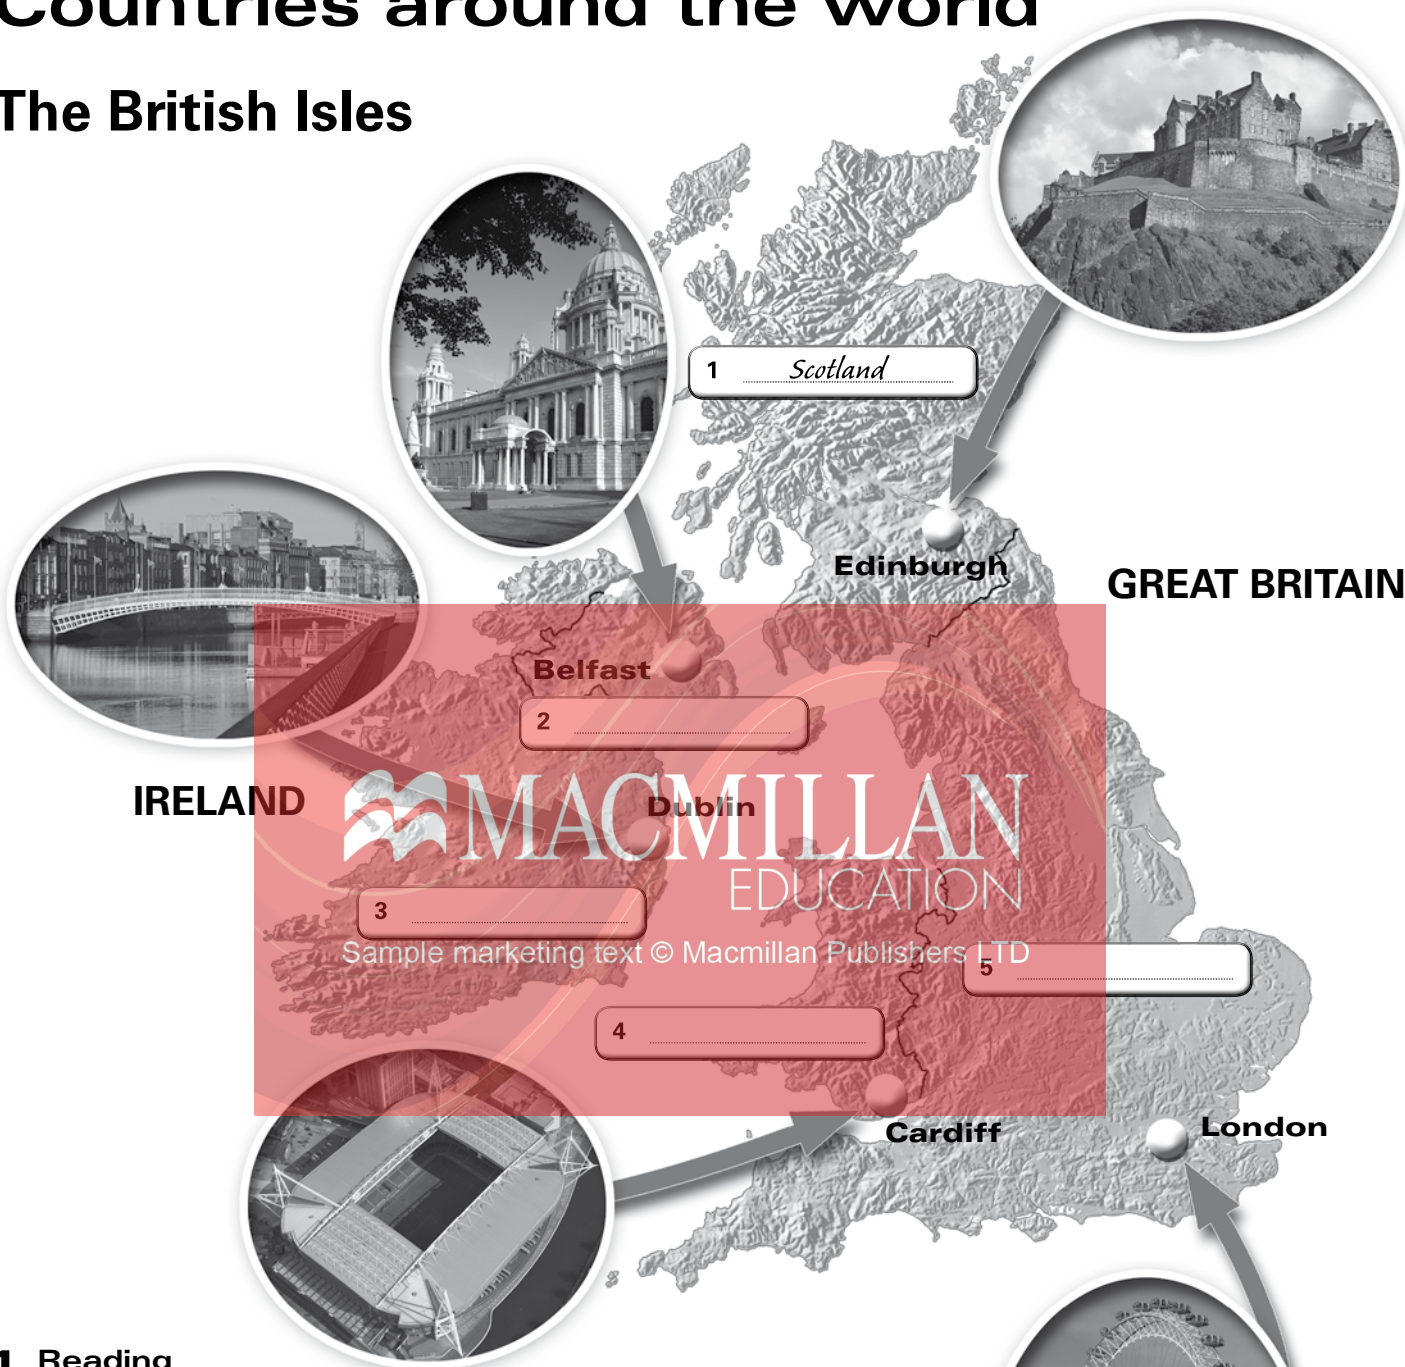 Countries around the world
The British Isles
1 Scotland
Edinburgh
GREAT BRITAIN
Belfast
2
IRELAND
Dublin
MACMILLAN
EDUCATION
3
Sample marketing text © Macmillan Publishers LTD
5
4
Cardiff
London
1 Reading